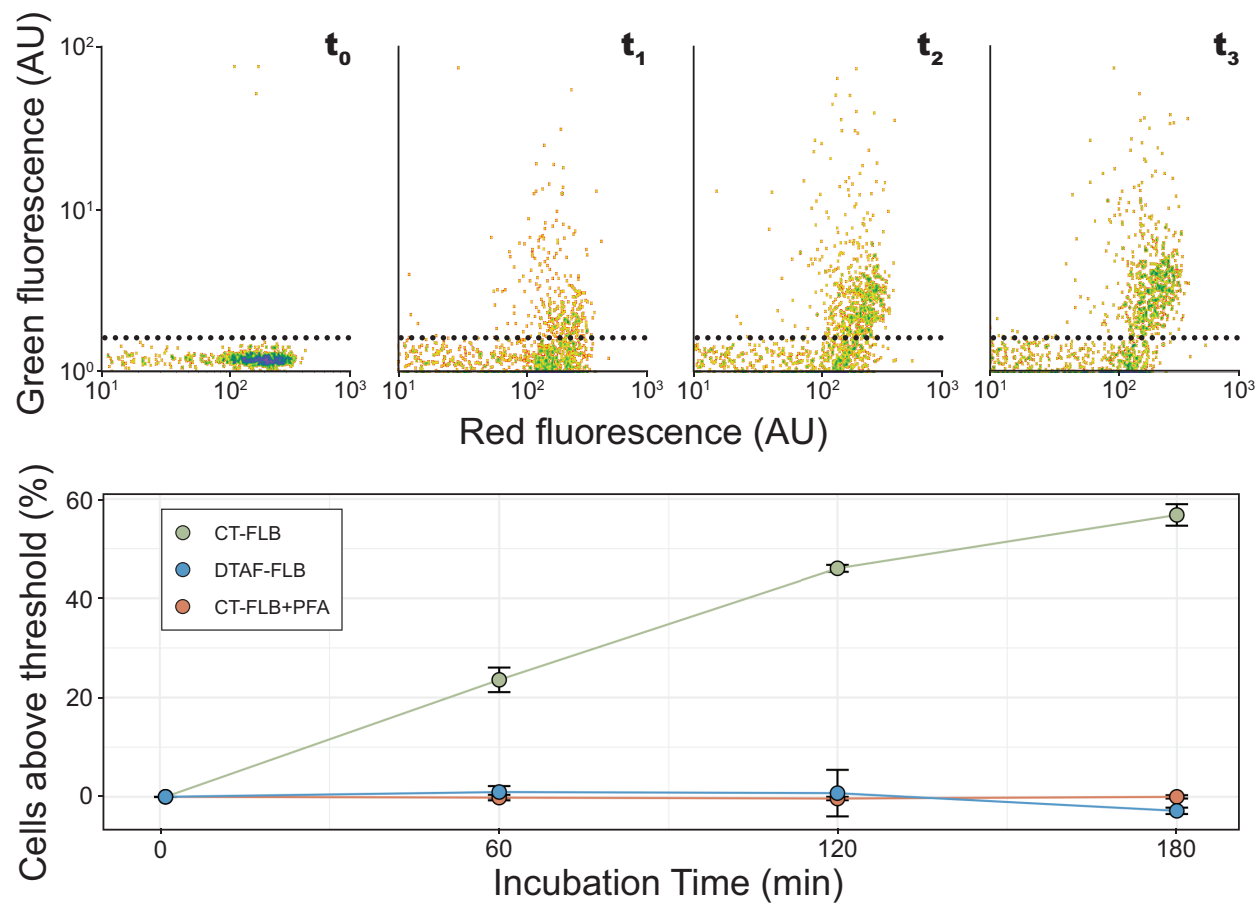 Green fluorescence (AU)
10²
10¹
10⁰
t₀
t₁
t₂
t₃
10¹ 10² 10³
10¹ 10² 10³
10¹ 10² 10³
10¹ 10² 10³
Red fluorescence (AU)
Cells above threshold (%)
60
40
20
0
CT-FLB
DTAF-FLB
CT-FLB+PFA
0 60 120 180
Incubation Time (min)